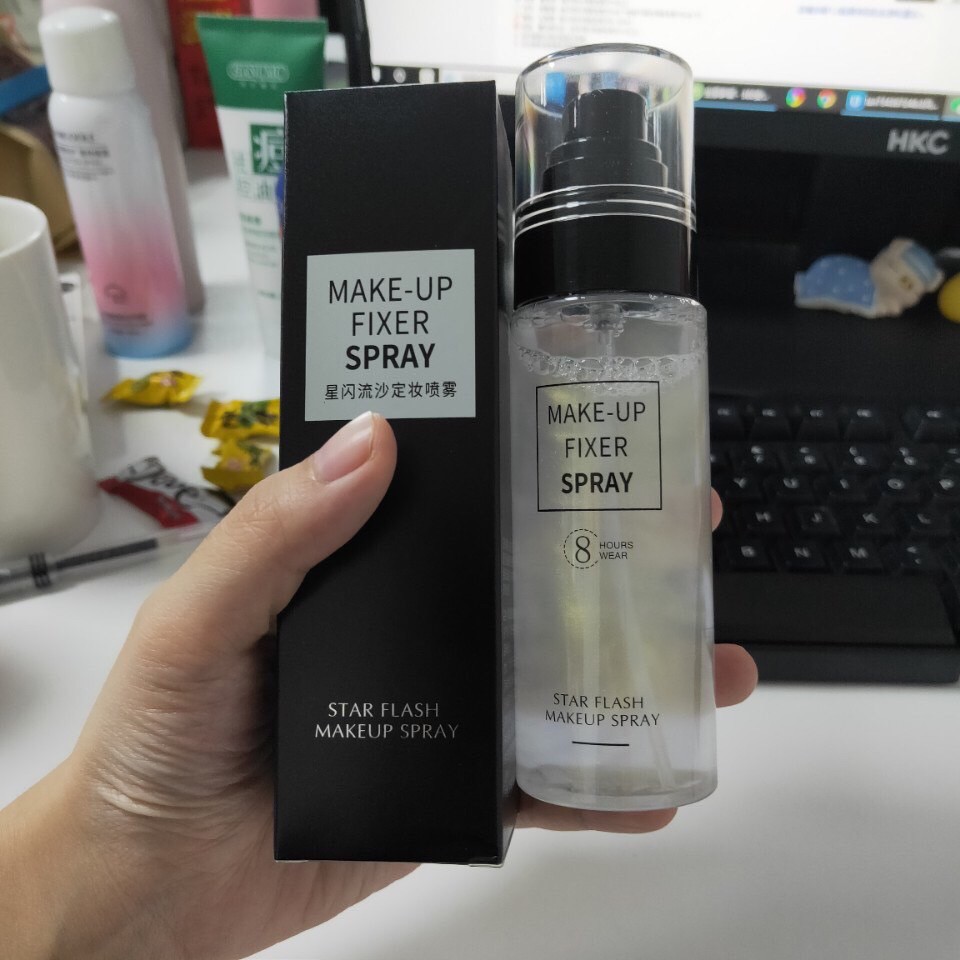 MAKE-UP
FIXER
SPRAY
星闪流沙定妆喷雾
STAR FLASH
MAKEUP SPRAY
MAKE-UP
FIXER
SPRAY
8 HOURS
WEAR
STAR FLASH
MAKEUP SPRAY
HKC